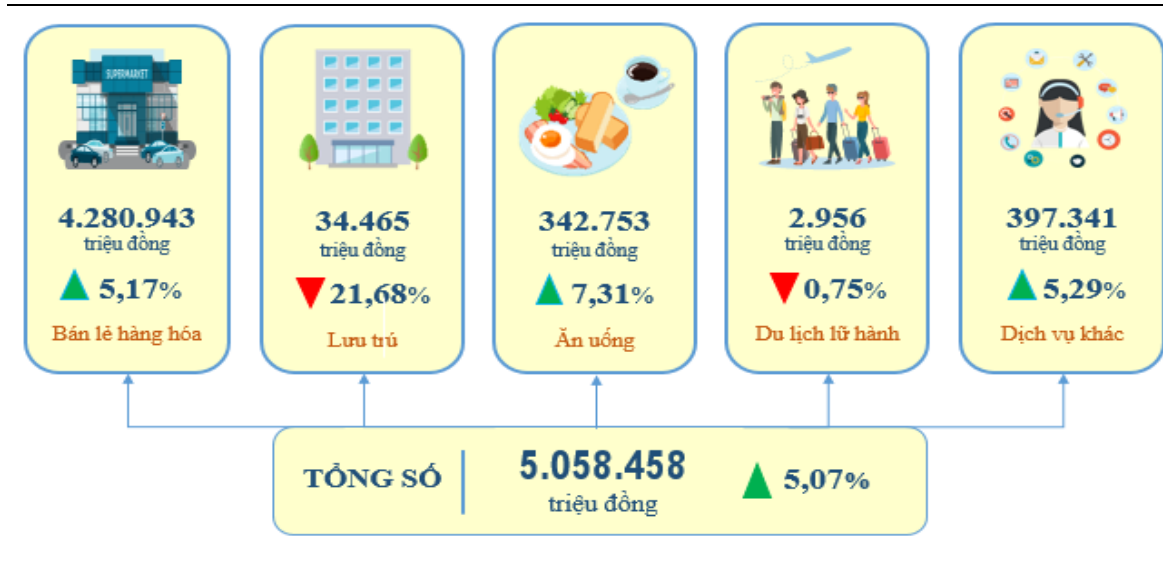 SUPERMARKET
4.280.943
triệu đồng
5,17%
Bán lẻ hàng hóa
34.465
triệu đồng
21,68%
Lưu trú
342.753
triệu đồng
7,31%
Ăn uống
2.956
triệu đồng
0,75%
Du lịch lữ hành
397.341
triệu đồng
5,29%
Dịch vụ khác
TỔNG SỐ
5.058.458
triệu đồng
5,07%